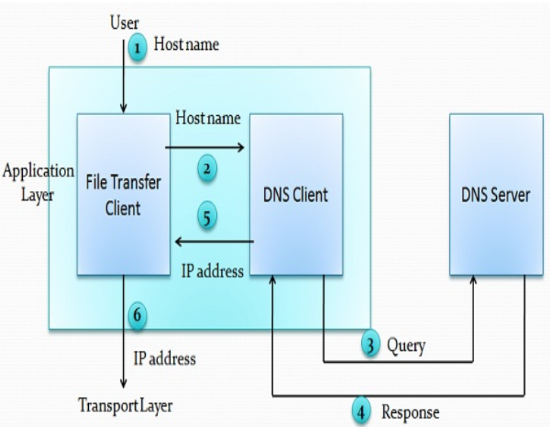 User
1 Host name
Host name
2
Application
Layer
File Transfer
Client
DNS Client
DNS Server
5
IP address
6
IP address
3 Query
Transport Layer
4 Response